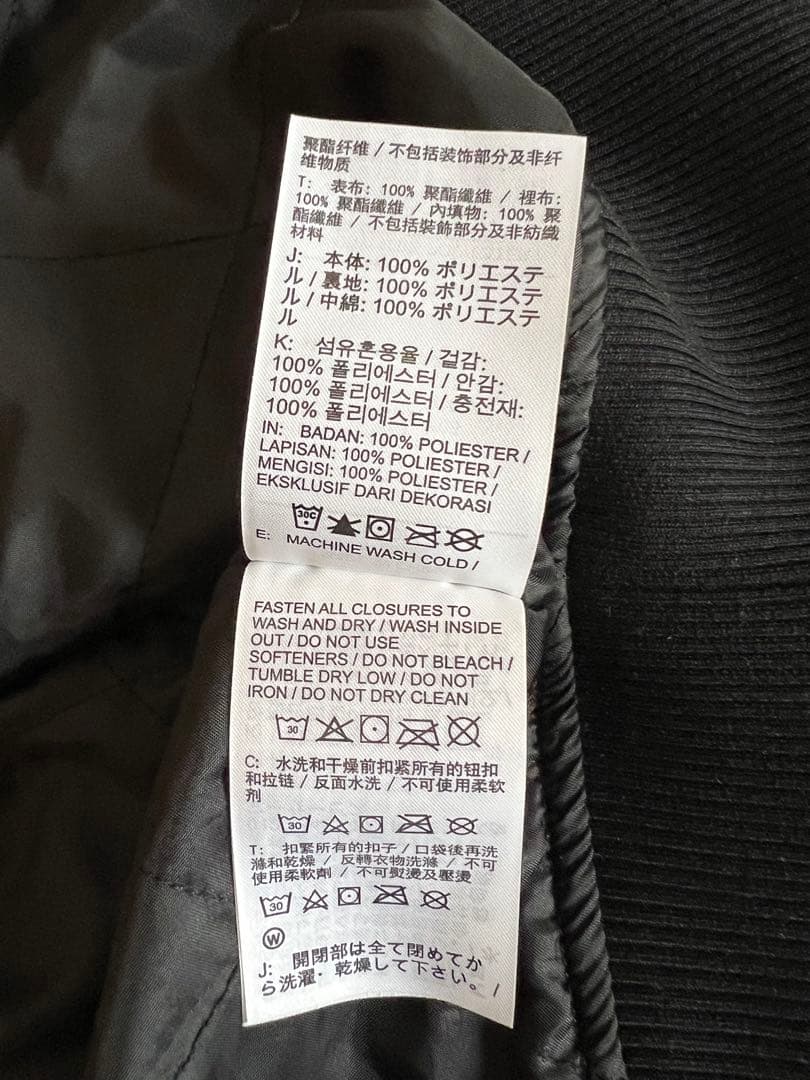 聚酯纤维 / 不包括装饰部分及非纤
维物质
T: 表布: 100% 聚酯纖維 / 裡布:
100% 聚酯纖維 / 內填物: 100% 聚
酯纖維 / 不包括裝飾部分及非紡織
材料
J: 本体: 100% ポリエステ
ル / 裏地: 100% ポリエステ
ル / 中綿: 100% ポリエステ
ル
K: 섬유혼용율 / 겉감:
100% 폴리에스터 / 안감:
100% 폴리에스터 / 충전재:
100% 폴리에스터
IN: BADAN: 100% POLIESTER /
LAPISAN: 100% POLIESTER /
MENGISI: 100% POLIESTER /
EKSKLUSIF DARI DEKORASI
30C
E: MACHINE WASH COLD /
FASTEN ALL CLOSURES TO
WASH AND DRY / WASH INSIDE
OUT / DO NOT USE
SOFTENERS / DO NOT BLEACH /
TUMBLE DRY LOW / DO NOT
IRON / DO NOT DRY CLEAN
30
C: 水洗和干燥前扣紧所有的钮扣
和拉链 / 反面水洗 / 不可使用柔软
剂
30
T: 扣紧所有的扣子 / 口袋後再洗
滌和乾燥 / 反轉衣物洗滌 / 不可
使用柔軟劑 / 不可熨燙及壓燙
30
W
J: 開閉部は全て閉めてか
ら洗濯・乾燥して下さい。 /